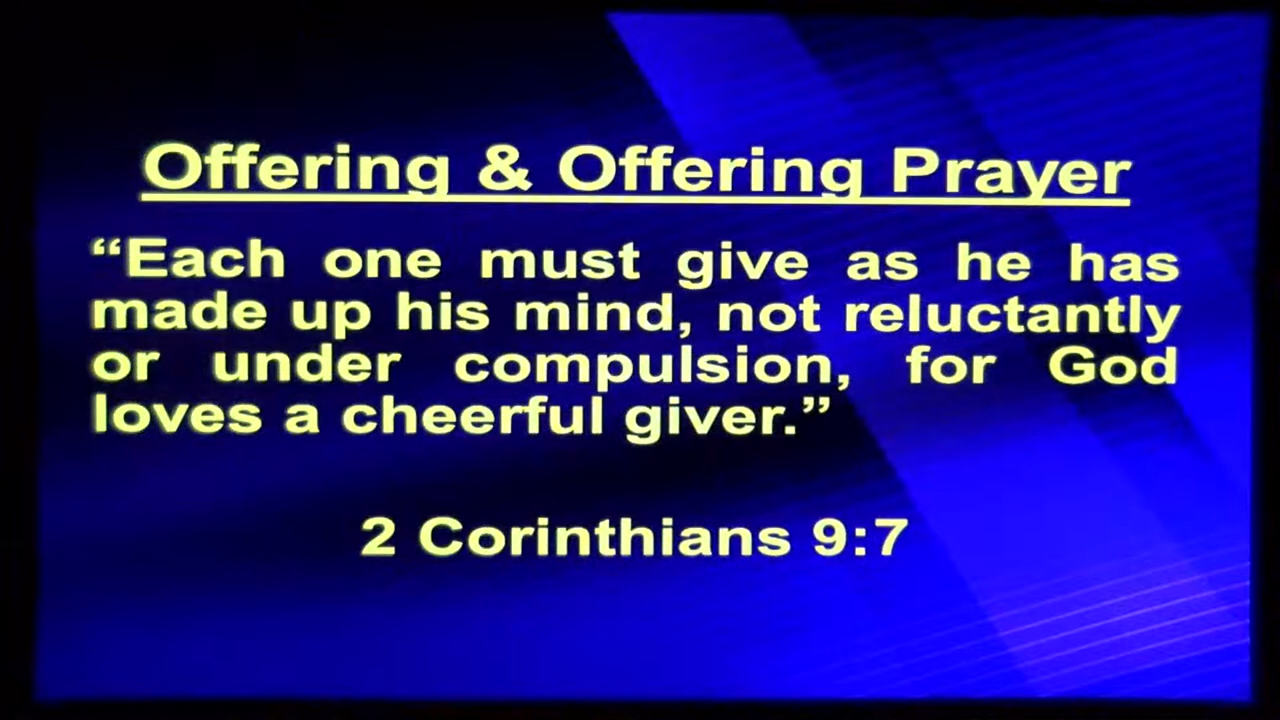 Offering & Offering Prayer
“Each one must give as he has
made up his mind, not reluctantly
or under compulsion, for God
loves a cheerful giver.”
2 Corinthians 9:7